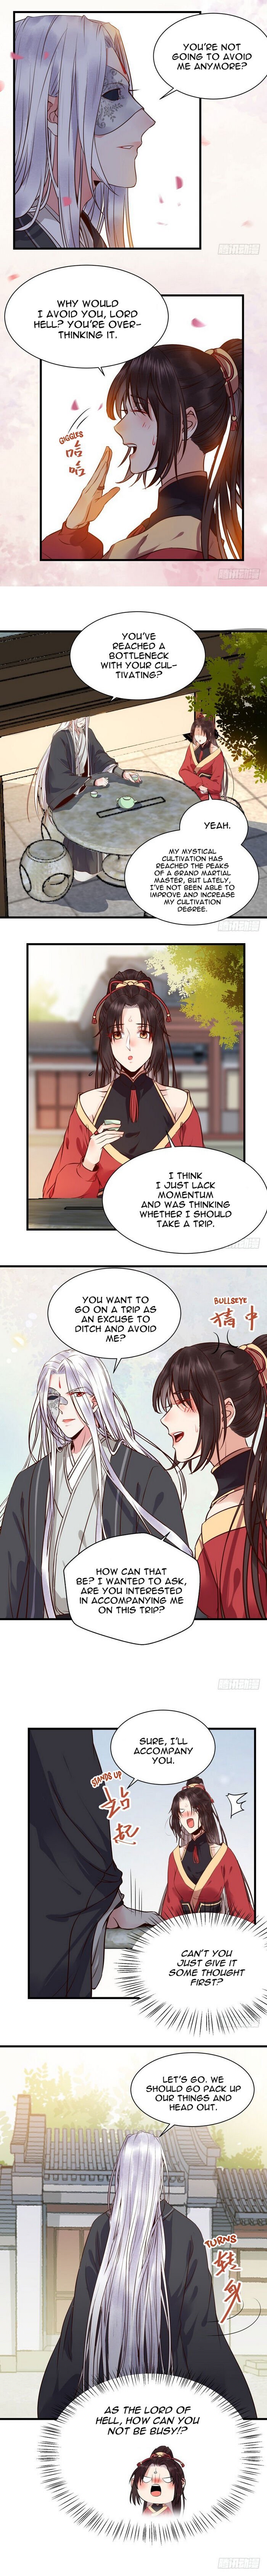 YOU'RE NOT
GOING TO AVOID
ME ANYMORE?
WHY WOULD
I AVOID YOU, LORD
HELL? YOU'RE OVER-
THINKING IT.
GIGGLES
哈
哈
YOU'VE
REACHED A
BOTTLENECK
WITH YOUR CUL-
TIVATING?
YEAH.
MY MYSTICAL
CULTIVATION HAS
REACHED THE PEAKS
OF A GRAND MARTIAL
MASTER, BUT LATELY,
I'VE NOT BEEN ABLE TO
IMPROVE AND INCREASE
MY CULTIVATION
DEGREE.
I THINK
I JUST LACK
MOMENTUM
AND WAS THINKING
WHETHER I SHOULD
TAKE A TRIP.
YOU WANT TO
GO ON A TRIP AS
AN EXCUSE TO
DITCH AND AVOID
ME?
BULLSEYE
猜中
HOW CAN THAT
BE? I WANTED TO ASK,
ARE YOU INTERESTED
IN ACCOMPANYING ME
ON THIS TRIP?
SURE, I'LL
ACCOMPANY
YOU.
STANDS UP
站
起
CAN'T YOU
JUST GIVE IT
SOME THOUGHT
FIRST?
LET'S GO. WE
SHOULD GO PACK UP
OUR THINGS AND
HEAD OUT.
TURNS
转
身
AS THE LORD OF
HELL, HOW CAN YOU
NOT BE BUSY!?